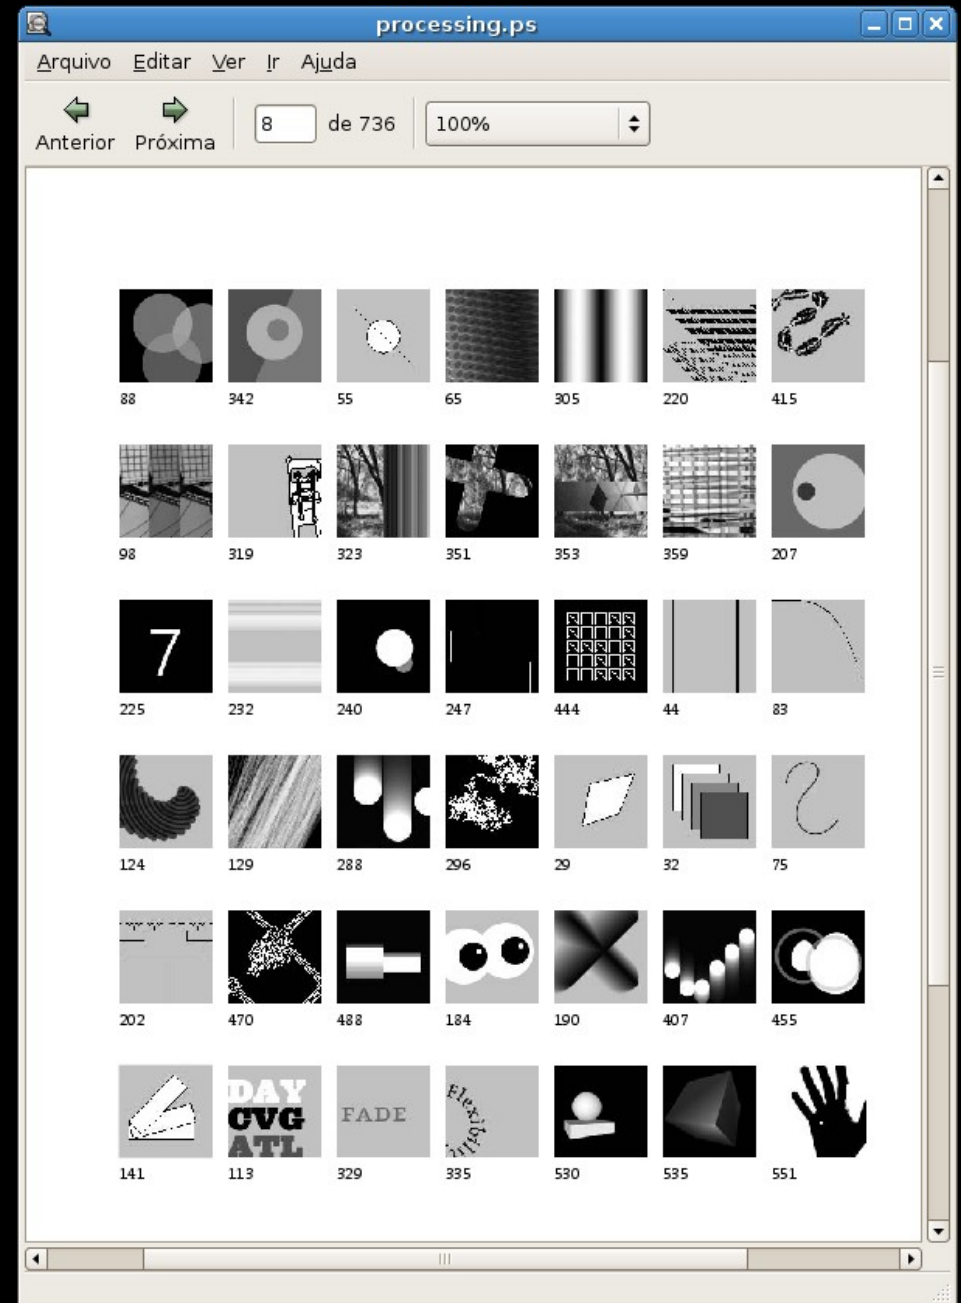 processing.ps
Arquivo Editar Ver Ir Ajuda
Anterior Próxima 8 de 736 100%
88 342 55 65 305 220 415
98 319 323 351 353 359 207
7
225 232 240 247 444 44 83
124 129 288 296 29 32 75
202 470 488 184 190 407 455
DAY
CVG
ATL
FADE
Flexibilit
141 113 329 335 530 535 551